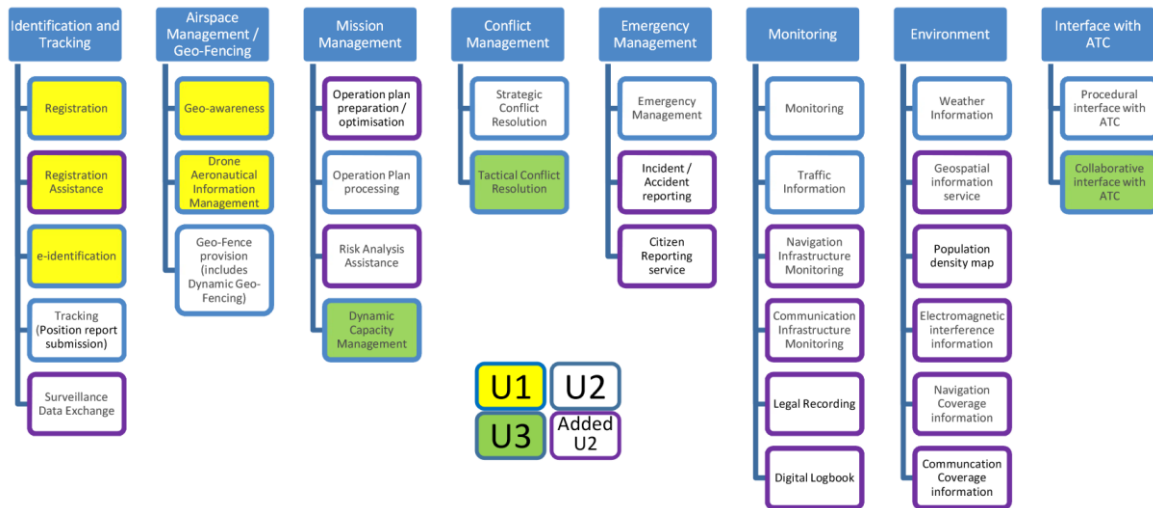 Identification and
Tracking
Registration
Registration
Assistance
e-identification
Tracking
(Position report
submission)
Surveillance
Data Exchange
Airspace
Management /
Geo-Fencing
Geo-awareness
Drone
Aeronautical
Information
Management
Geo-Fence
provision
(includes
Dynamic Geo-
Fencing)
Mission
Management
Operation plan
preparation /
optimisation
Operation Plan
processing
Risk Analysis
Assistance
Dynamic
Capacity
Management
Conflict
Management
Strategic
Conflict
Resolution
Tactical Conflict
Resolution
Emergency
Management
Emergency
Management
Incident /
Accident
reporting
Citizen
Reporting
service
Monitoring
Monitoring
Traffic
Information
Navigation
Infrastructure
Monitoring
Communication
Infrastructure
Monitoring
Legal Recording
Digital Logbook
Environment
Weather
Information
Geospatial
information
service
Population
density map
Electromagnetic
interference
information
Navigation
Coverage
information
Communcation
Coverage
information
Interface with
ATC
Procedural
interface with
ATC
Collaborative
interface with
ATC
U1
U2
U3
Added
U2